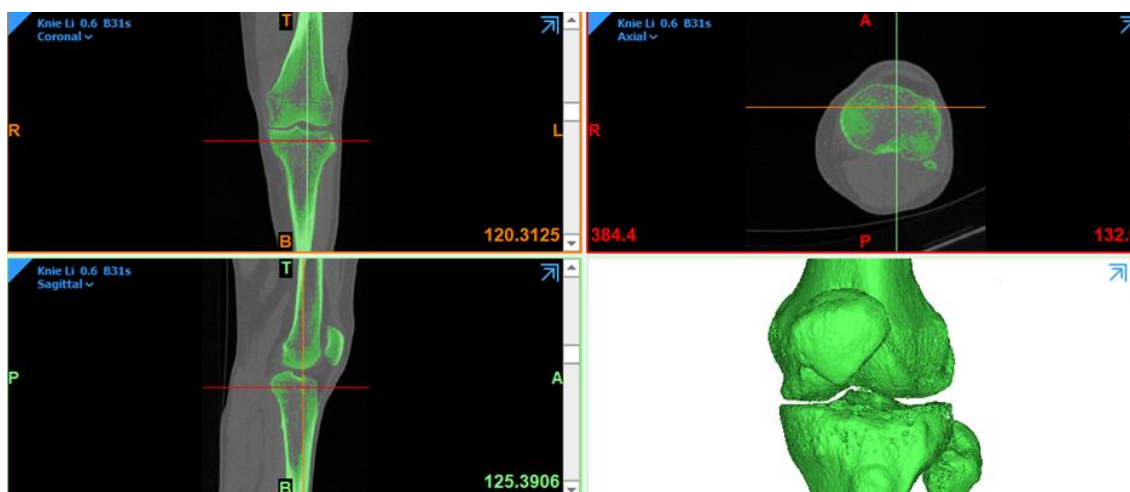 Knie Li 0.6 B31s
Coronal
T
R
L
B
120.3125
Knie Li 0.6 B31s
Axial
A
R
P
384.4
132.
Knie Li 0.6 B31s
Sagittal
T
P
A
B
125.3906